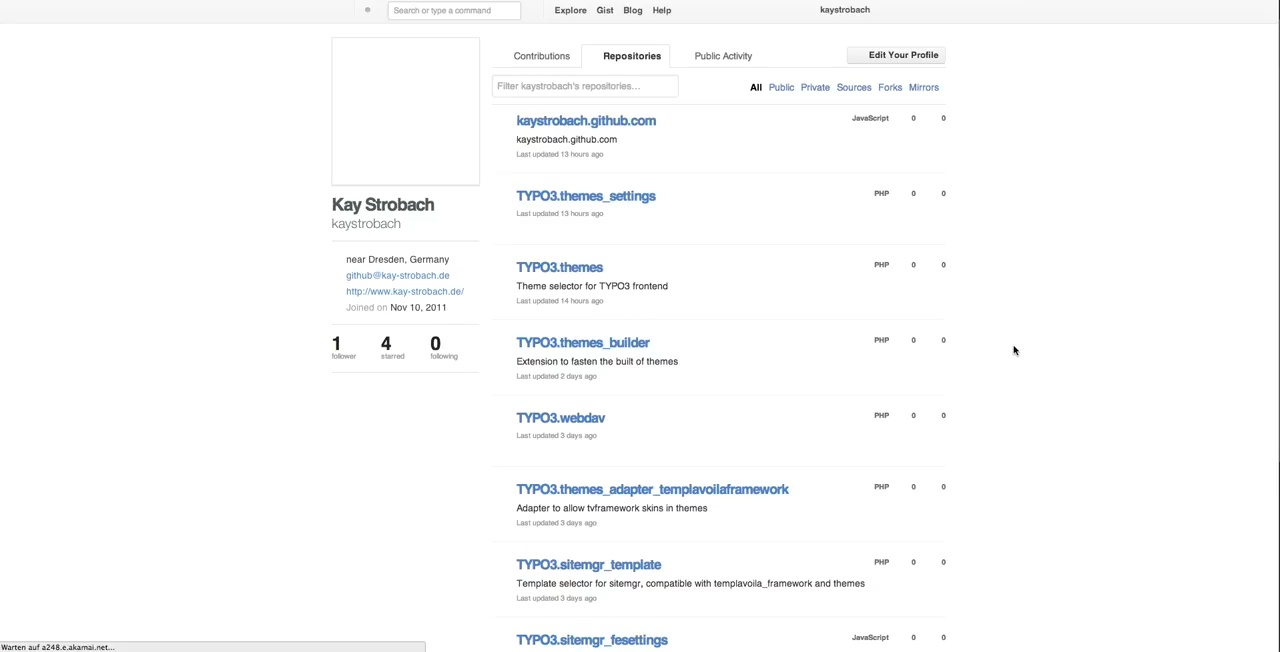 Search or type a command
Explore Gist Blog Help
kaystrobach
Contributions Repositories Public Activity
Edit Your Profile
Filter kaystrobach's repositories…
All Public Private Sources Forks Mirrors
kaystrobach.github.com
JavaScript 0 0
kaystrobach.github.com
Last updated 13 hours ago
TYPO3.themes_settings
PHP 0 0
Last updated 13 hours ago
TYPO3.themes
PHP 0 0
Theme selector for TYPO3 frontend
Last updated 14 hours ago
TYPO3.themes_builder
PHP 0 0
Extension to fasten the built of themes
Last updated 2 days ago
TYPO3.webdav
PHP 0 0
Last updated 3 days ago
TYPO3.themes_adapter_templavoilaframework
PHP 0 0
Adapter to allow tvframework skins in themes
Last updated 3 days ago
TYPO3.sitemgr_template
PHP 0 0
Template selector for sitemgr, compatible with templavoila_framework and themes
Last updated 3 days ago
TYPO3.sitemgr_fesettings
JavaScript 0 0
Kay Strobach
kaystrobach
near Dresden, Germany
github@kay-strobach.de
http://www.kay-strobach.de/
Joined on Nov 10, 2011
1 4 0
follower starred following
Warten auf a248.e.akamai.net...